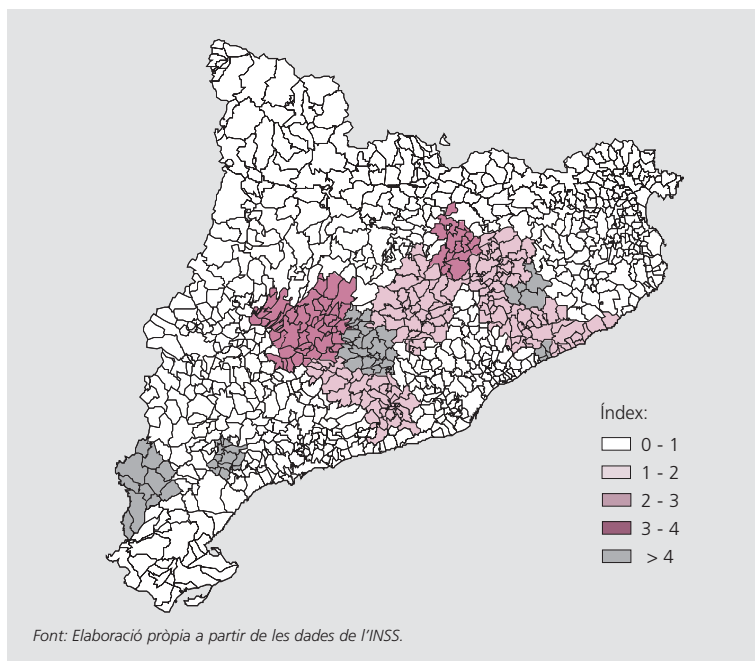 Índex:
0 - 1
1 - 2
2 - 3
3 - 4
> 4
Font: Elaboració pròpia a partir de les dades de l'INSS.